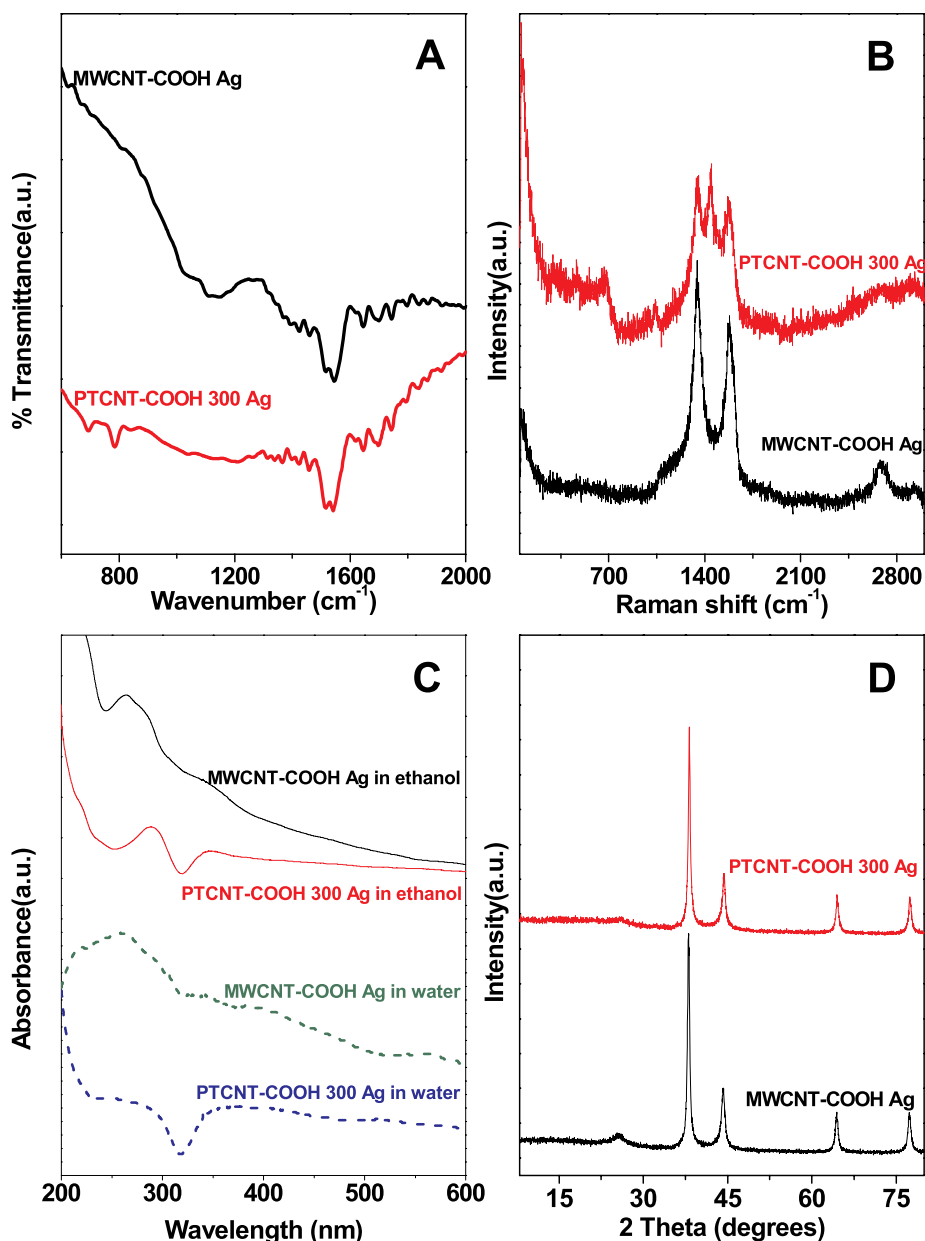 A
MWCNT-COOH Ag
PTCNT-COOH 300 Ag
% Transmittance(a.u.)
800 1200 1600 2000
Wavenumber (cm⁻¹)
B
PTCNT-COOH 300 Ag
MWCNT-COOH Ag
Intensity(a.u.)
700 1400 2100 2800
Raman shift (cm⁻¹)
C
MWCNT-COOH Ag in ethanol
PTCNT-COOH 300 Ag in ethanol
MWCNT-COOH Ag in water
PTCNT-COOH 300 Ag in water
Absorbance(a.u.)
200 300 400 500 600
Wavelength (nm)
D
PTCNT-COOH 300 Ag
MWCNT-COOH Ag
Intensity(a.u.)
15 30 45 60 75
2 Theta (degrees)